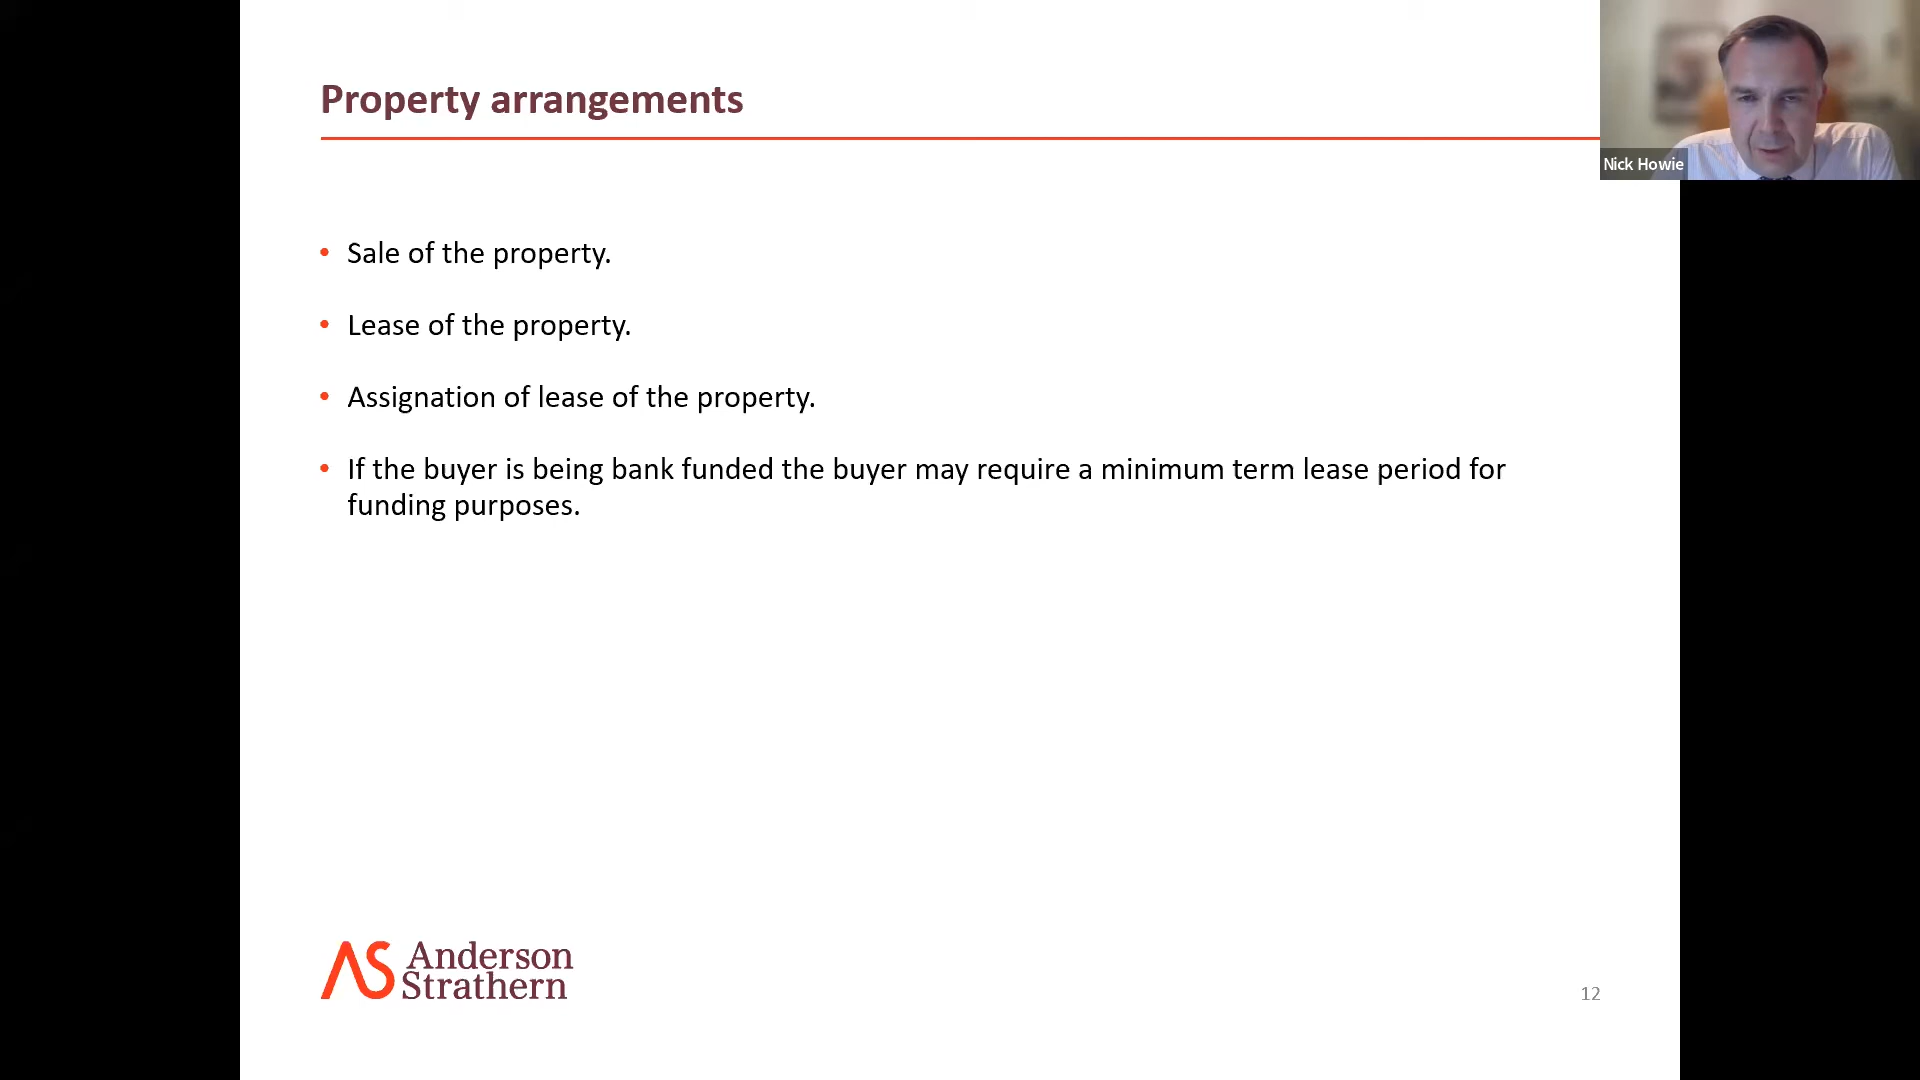 Property arrangements
Nick Howie
• Sale of the property.
• Lease of the property.
• Assignation of lease of the property.
• If the buyer is being bank funded the buyer may require a minimum term lease period for
funding purposes.
AS Anderson
Strathern
12